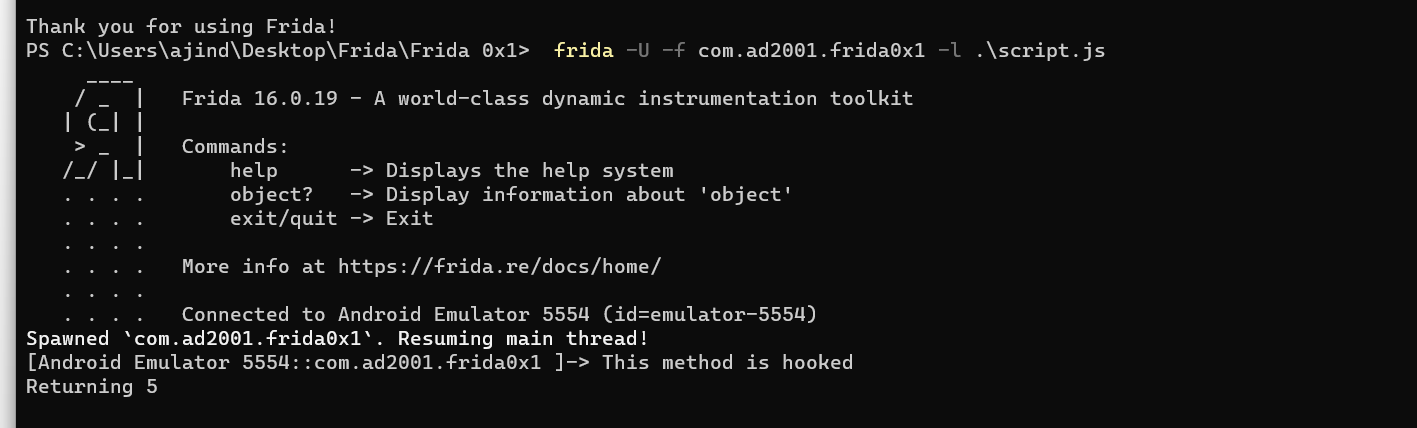 Thank you for using Frida!
PS C:\Users\ajind\Desktop\Frida\Frida 0x1>  frida -U -f com.ad2001.frida0x1 -l .\script.js
     ____
    / _  |   Frida 16.0.19 - A world-class dynamic instrumentation toolkit
   | (_| |
    > _  |   Commands:
   /_/ |_|       help      -> Displays the help system
   . . . .       object?   -> Display information about 'object'
   . . . .       exit/quit -> Exit
   . . . .
   . . . .   More info at https://frida.re/docs/home/
   . . . .
   . . . .   Connected to Android Emulator 5554 (id=emulator-5554)
Spawned `com.ad2001.frida0x1`. Resuming main thread!
[Android Emulator 5554::com.ad2001.frida0x1 ]-> This method is hooked
Returning 5